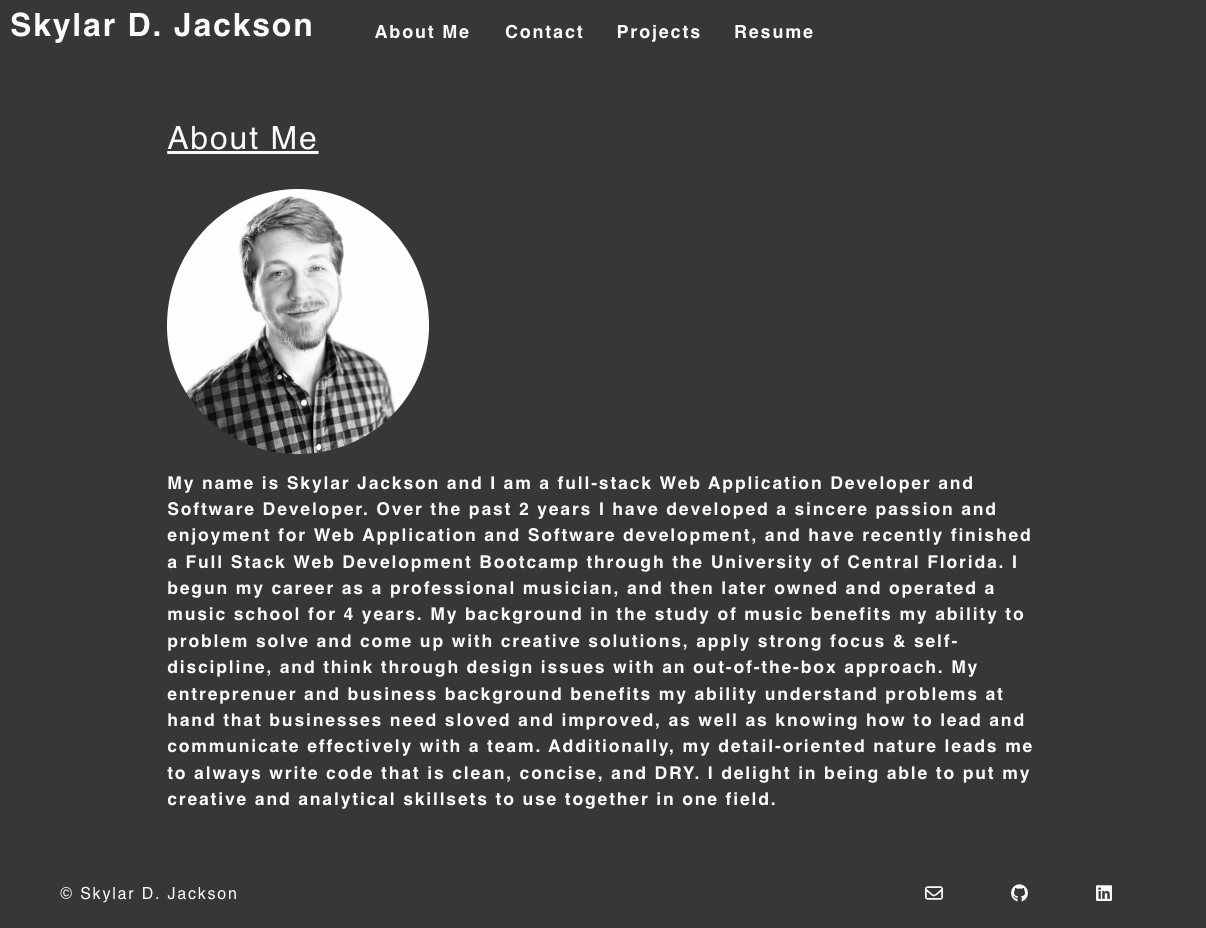 Skylar D. Jackson
About Me Contact Projects Resume
About Me
My name is Skylar Jackson and I am a full-stack Web Application Developer and
Software Developer. Over the past 2 years I have developed a sincere passion and
enjoyment for Web Application and Software development, and have recently finished
a Full Stack Web Development Bootcamp through the University of Central Florida. I
begun my career as a professional musician, and then later owned and operated a
music school for 4 years. My background in the study of music benefits my ability to
problem solve and come up with creative solutions, apply strong focus & self-
discipline, and think through design issues with an out-of-the-box approach. My
entreprenuer and business background benefits my ability understand problems at
hand that businesses need sloved and improved, as well as knowing how to lead and
communicate effectively with a team. Additionally, my detail-oriented nature leads me
to always write code that is clean, concise, and DRY. I delight in being able to put my
creative and analytical skillsets to use together in one field.
© Skylar D. Jackson
in